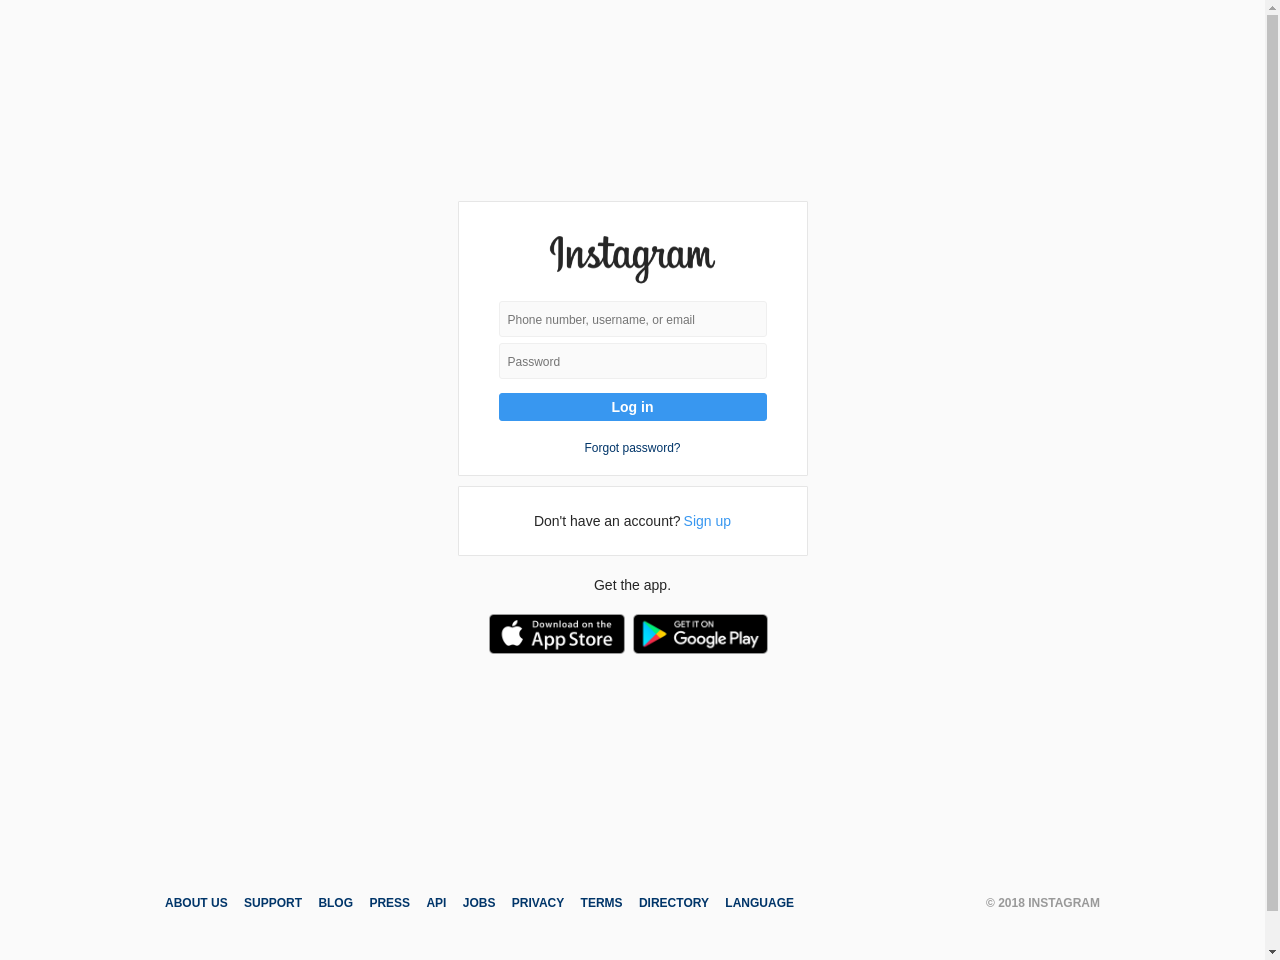 Instagram
Phone number, username, or email
Password
Log in
Forgot password?
Don't have an account? Sign up
Get the app.
Download on the App Store
GET IT ON Google Play
ABOUT US SUPPORT BLOG PRESS API JOBS PRIVACY TERMS DIRECTORY LANGUAGE © 2018 INSTAGRAM